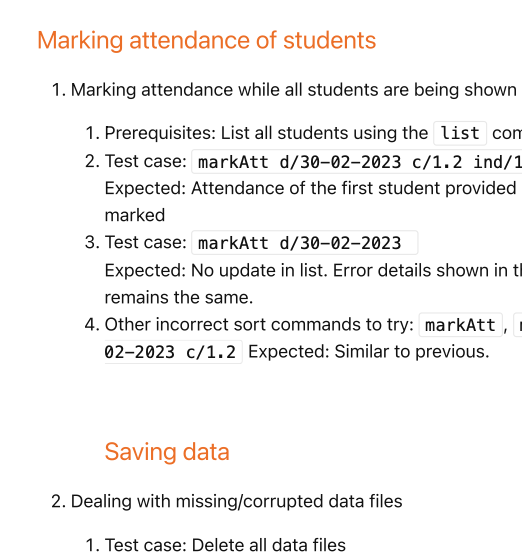 Marking attendance of students
1. Marking attendance while all students are being shown
1. Prerequisites: List all students using the list com
2. Test case: markAtt d/30-02-2023 c/1.2 ind/1
Expected: Attendance of the first student provided
marked
3. Test case: markAtt d/30-02-2023
Expected: No update in list. Error details shown in th
remains the same.
4. Other incorrect sort commands to try: markAtt ,
02-2023 c/1.2 Expected: Similar to previous.
Saving data
2. Dealing with missing/corrupted data files
1. Test case: Delete all data files